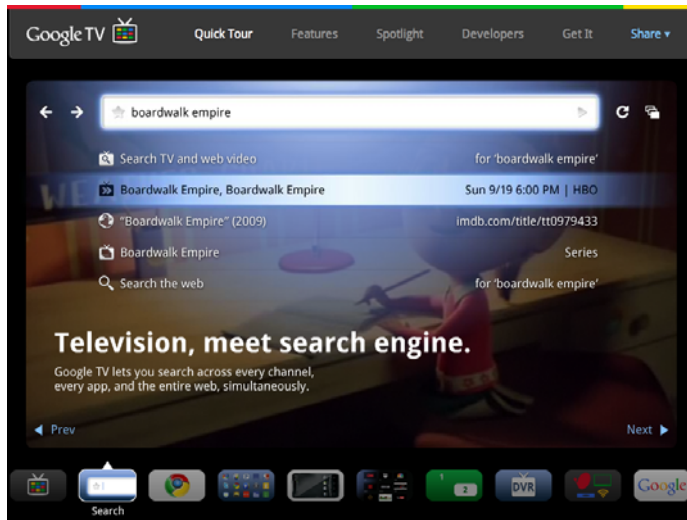 Google TV
Quick Tour
Features
Spotlight
Developers
Get It
Share ▾
boardwalk empire
Search TV and web video for 'boardwalk empire'
Boardwalk Empire, Boardwalk Empire Sun 9/19 6:00 PM | HBO
"Boardwalk Empire" (2009) imdb.com/title/tt0979433
Boardwalk Empire Series
Search the web for 'boardwalk empire'
Television, meet search engine.
Google TV lets you search across every channel,
every app, and the entire web, simultaneously.
Prev
Next
1
2
DVR
Google
Search